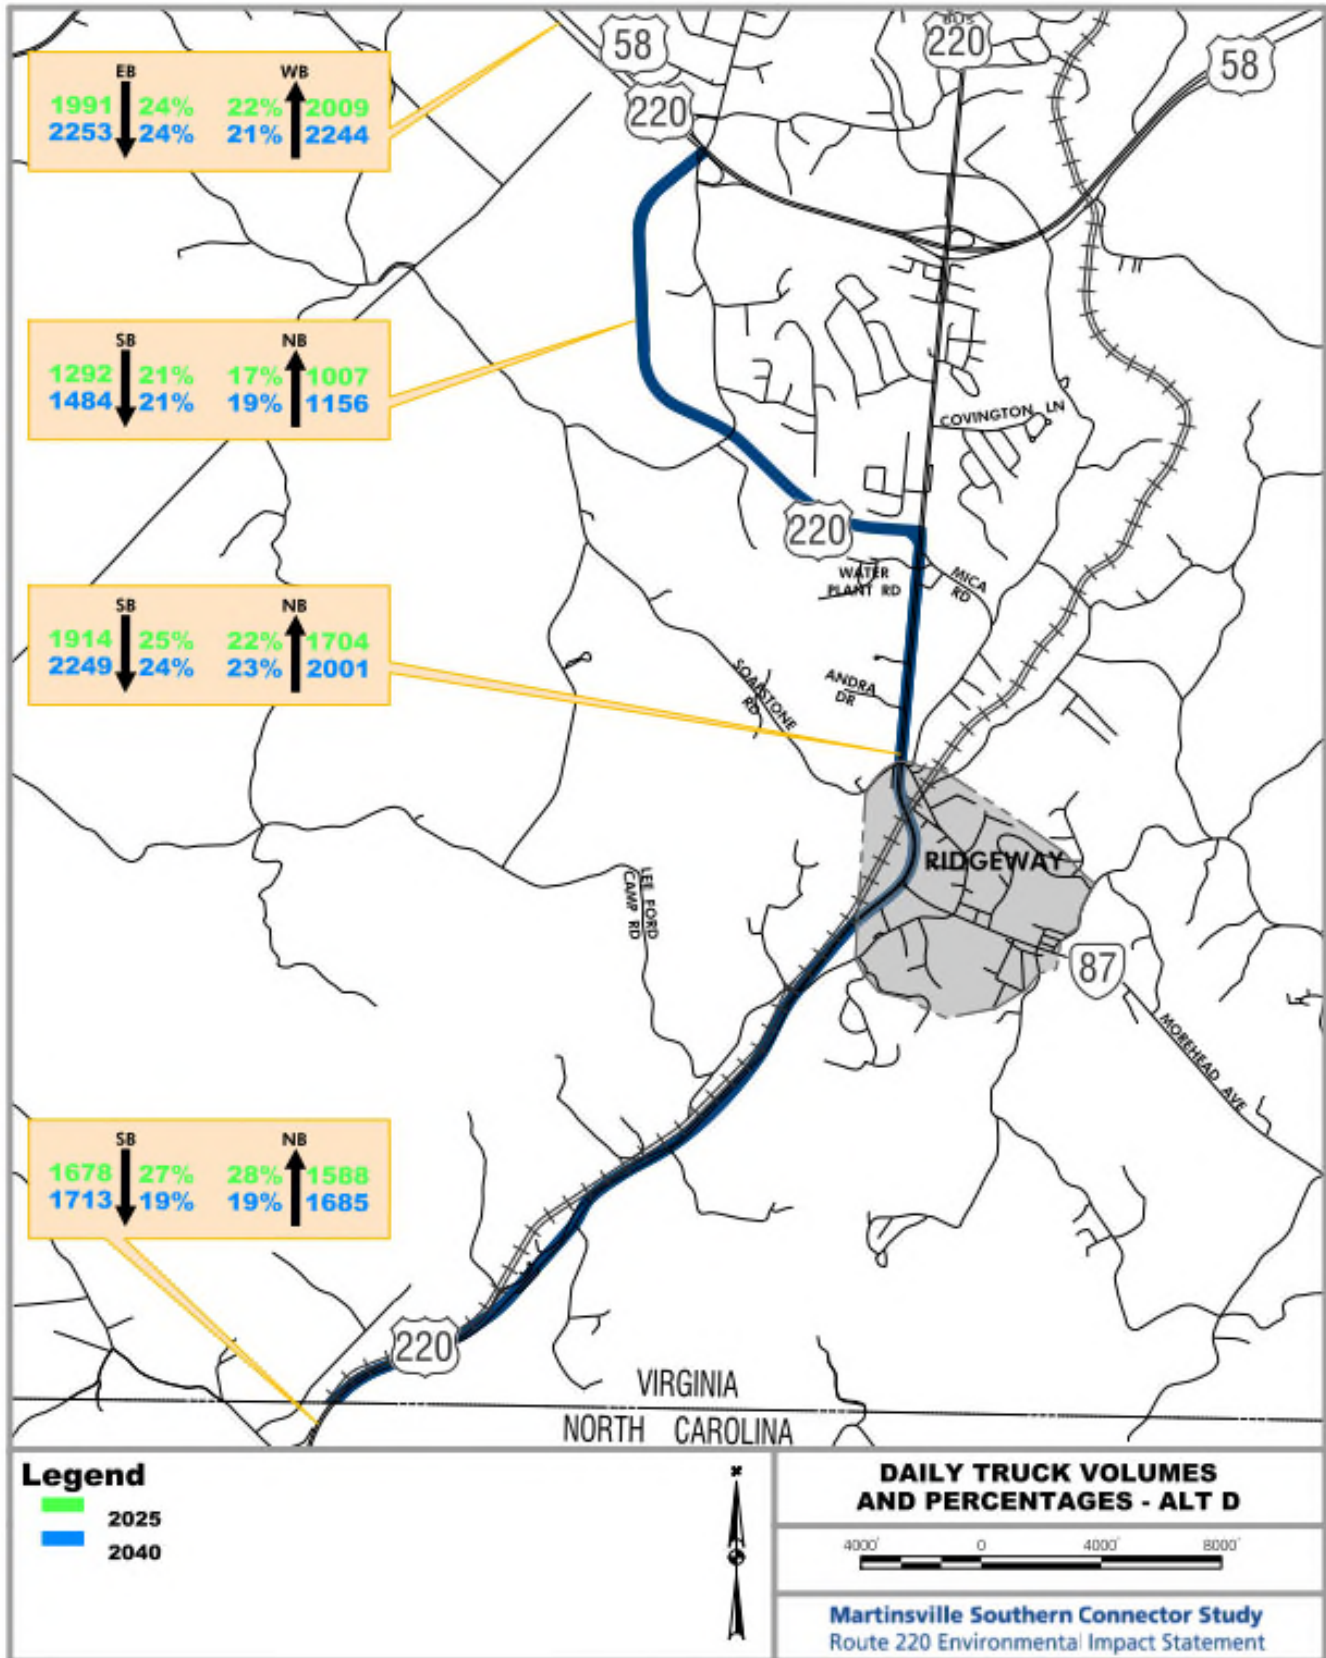 58
220
BUS
220
58
EB WB
1991 24% 22% 2009
2253 24% 21% 2244
SB NB
1292 21% 17% 1007
1484 21% 19% 1156
COVINGTON LN
220
WATER
PLANT RD
MICA
RD
SB NB
1914 25% 22% 1704
2249 24% 23% 2001
SOAPSTONE
RD
ANDRA
DR
RIDGEWAY
LEE FORD
CAMP RD
87
MOREHEAD AVE
SB NB
1678 27% 28% 1588
1713 19% 19% 1685
220
VIRGINIA
NORTH CAROLINA
Legend
2025
2040
DAILY TRUCK VOLUMES
AND PERCENTAGES - ALT D
4000' 0 4000' 8000'
Martinsville Southern Connector Study
Route 220 Environmental Impact Statement